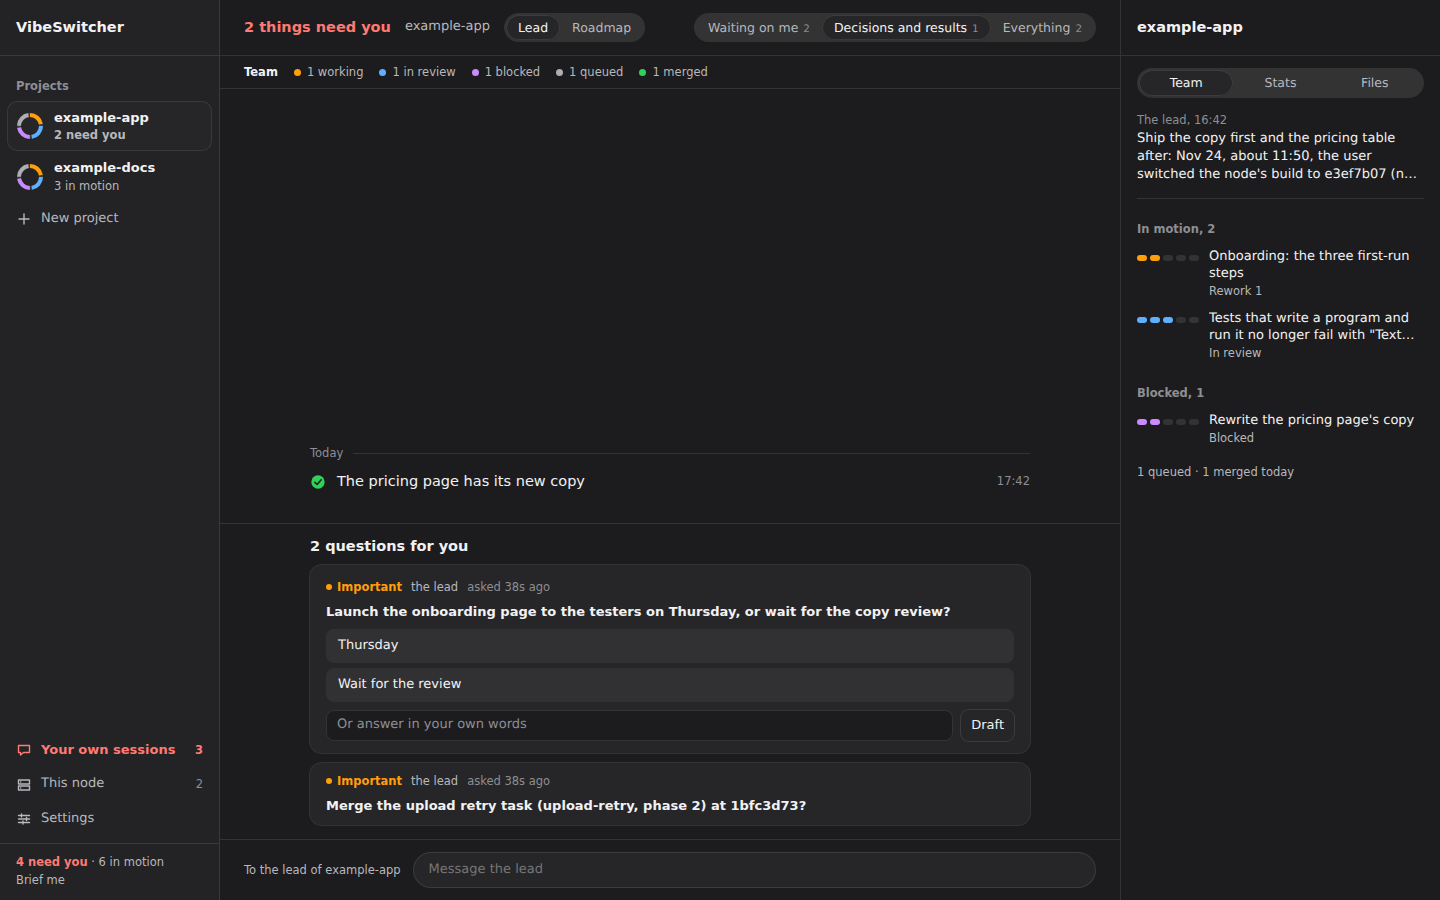 VibeSwitcher
Projects
example-app
2 need you
example-docs
3 in motion
New project
Your own sessions 3
This node 2
Settings
4 need you · 6 in motion
Brief me
2 things need you example-app Lead Roadmap Waiting on me 2 Decisions and results 1 Everything 2
Team 1 working 1 in review 1 blocked 1 queued 1 merged
Today
The pricing page has its new copy 17:42
2 questions for you
Important the lead asked 38s ago
Launch the onboarding page to the testers on Thursday, or wait for the copy review?
Thursday
Wait for the review
Or answer in your own words Draft
Important the lead asked 38s ago
Merge the upload retry task (upload-retry, phase 2) at 1bfc3d73?
To the lead of example-app Message the lead
example-app
Team Stats Files
The lead, 16:42
Ship the copy first and the pricing table
after: Nov 24, about 11:50, the user
switched the node's build to e3ef7b07 (n…
In motion, 2
Onboarding: the three first-run
steps
Rework 1
Tests that write a program and
run it no longer fail with "Text…
In review
Blocked, 1
Rewrite the pricing page's copy
Blocked
1 queued · 1 merged today